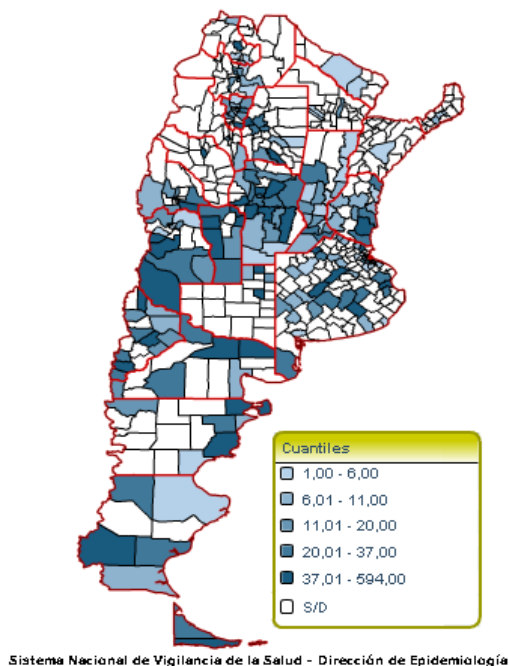 Cuantiles
1,00 - 6,00
6,01 - 11,00
11,01 - 20,00
20,01 - 37,00
37,01 - 594,00
S/D
Sistema Nacional de Vigilancia de la Salud - Dirección de Epidemiología